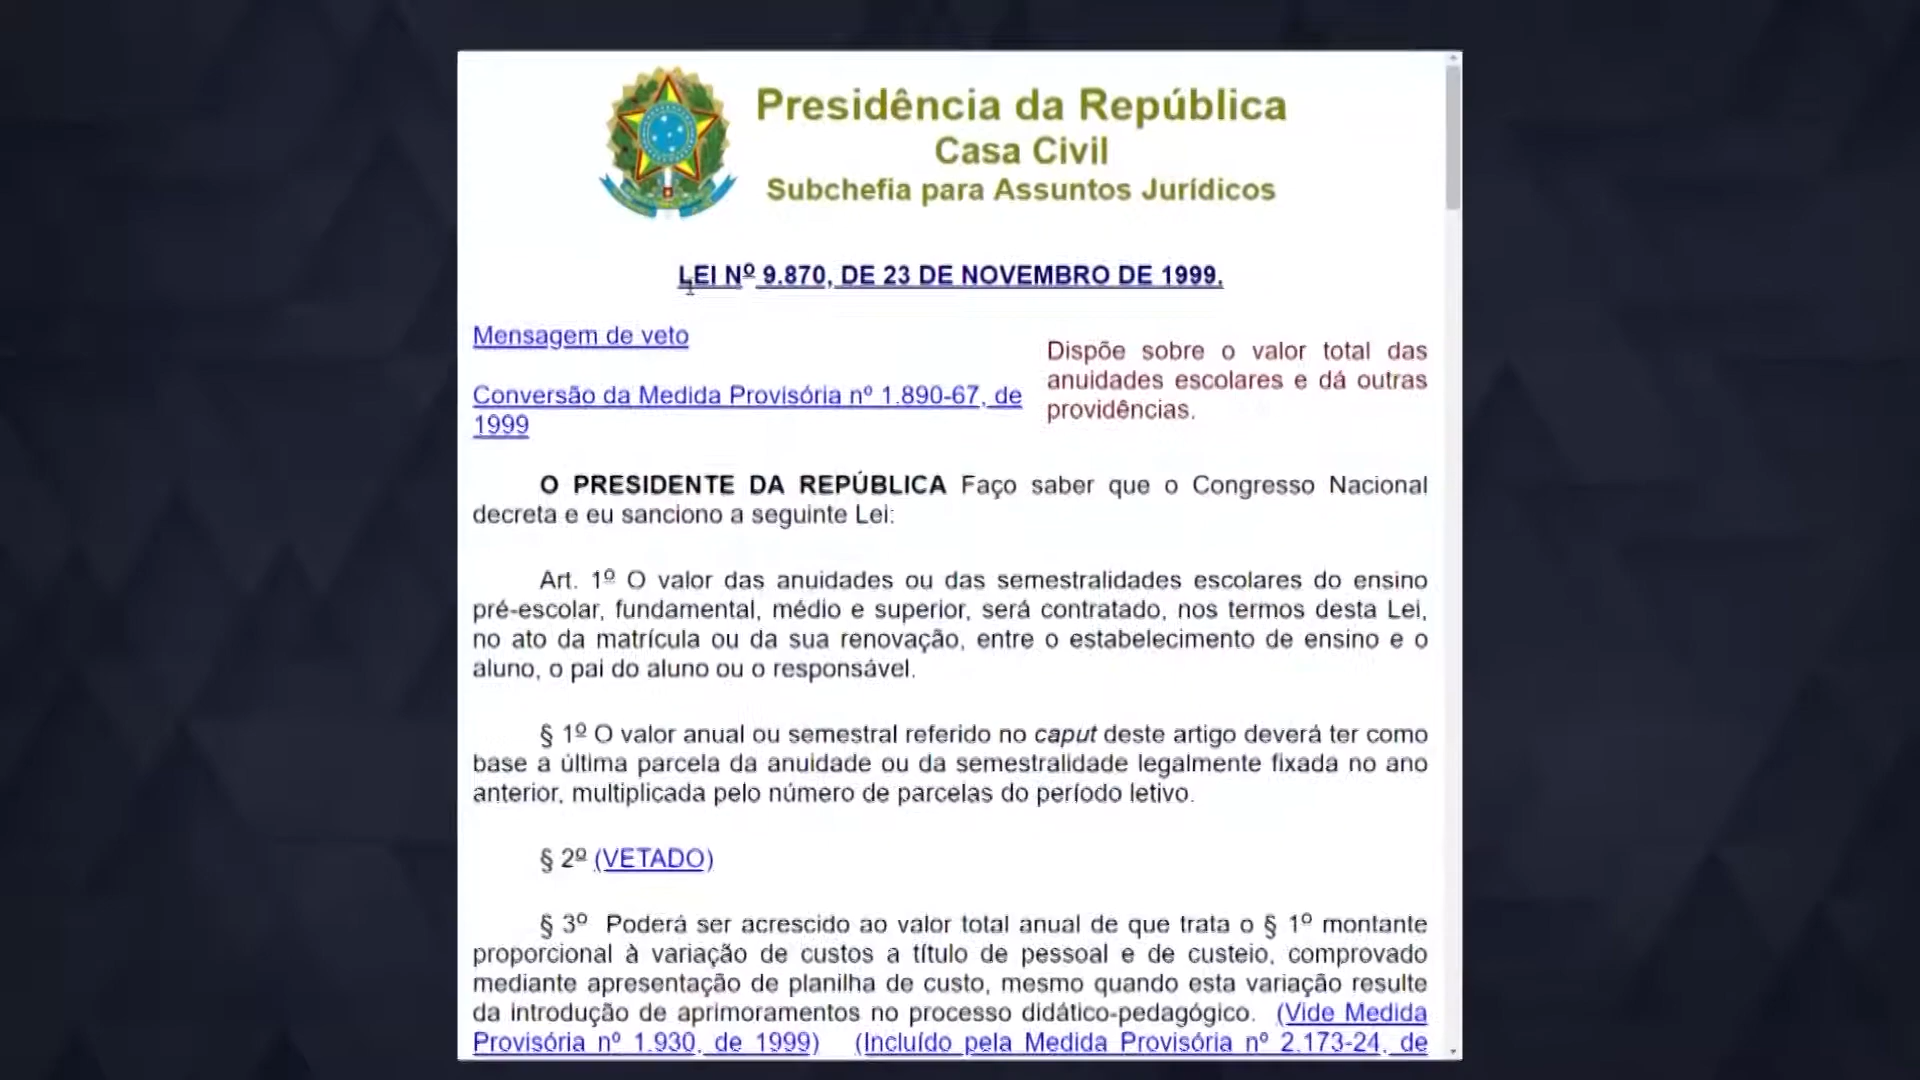 Presidência da República
Casa Civil
Subchefia para Assuntos Jurídicos
LEI Nº 9.870, DE 23 DE NOVEMBRO DE 1999.
Mensagem de veto
Conversão da Medida Provisória nº 1.890-67, de
1999
Dispõe sobre o valor total das
anuidades escolares e dá outras
providências.
O PRESIDENTE DA REPÚBLICA Faço saber que o Congresso Nacional
decreta e eu sanciono a seguinte Lei:
Art. 1º O valor das anuidades ou das semestralidades escolares do ensino
pré-escolar, fundamental, médio e superior, será contratado, nos termos desta Lei,
no ato da matrícula ou da sua renovação, entre o estabelecimento de ensino e o
aluno, o pai do aluno ou o responsável.
§ 1º O valor anual ou semestral referido no caput deste artigo deverá ter como
base a última parcela da anuidade ou da semestralidade legalmente fixada no ano
anterior, multiplicada pelo número de parcelas do período letivo.
§ 2º (VETADO)
§ 3º Poderá ser acrescido ao valor total anual de que trata o § 1º montante
proporcional à variação de custos a título de pessoal e de custeio, comprovado
mediante apresentação de planilha de custo, mesmo quando esta variação resulte
da introdução de aprimoramentos no processo didático-pedagógico. (Vide Medida
Provisória nº 1.930, de 1999) (Incluído pela Medida Provisória nº 2.173-24, de